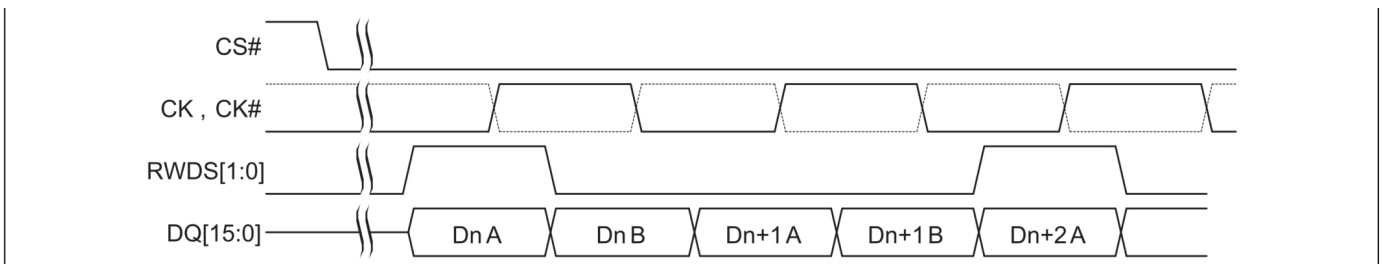 CS#
CK , CK#
RWDS[1:0]
DQ[15:0] Dn A Dn B Dn+1 A Dn+1 B Dn+2 A